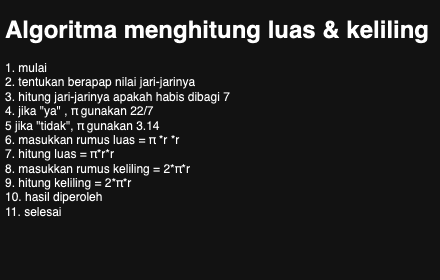 Algoritma menghitung luas & keliling
1. mulai
2. tentukan berapap nilai jari-jarinya
3. hitung jari-jarinya apakah habis dibagi 7
4. jika "ya" , π gunakan 22/7
5 jika "tidak", π gunakan 3.14
6. masukkan rumus luas = π *r *r
7. hitung luas = π*r*r
8. masukkan rumus keliling = 2*π*r
9. hitung keliling = 2*π*r
10. hasil diperoleh
11. selesai